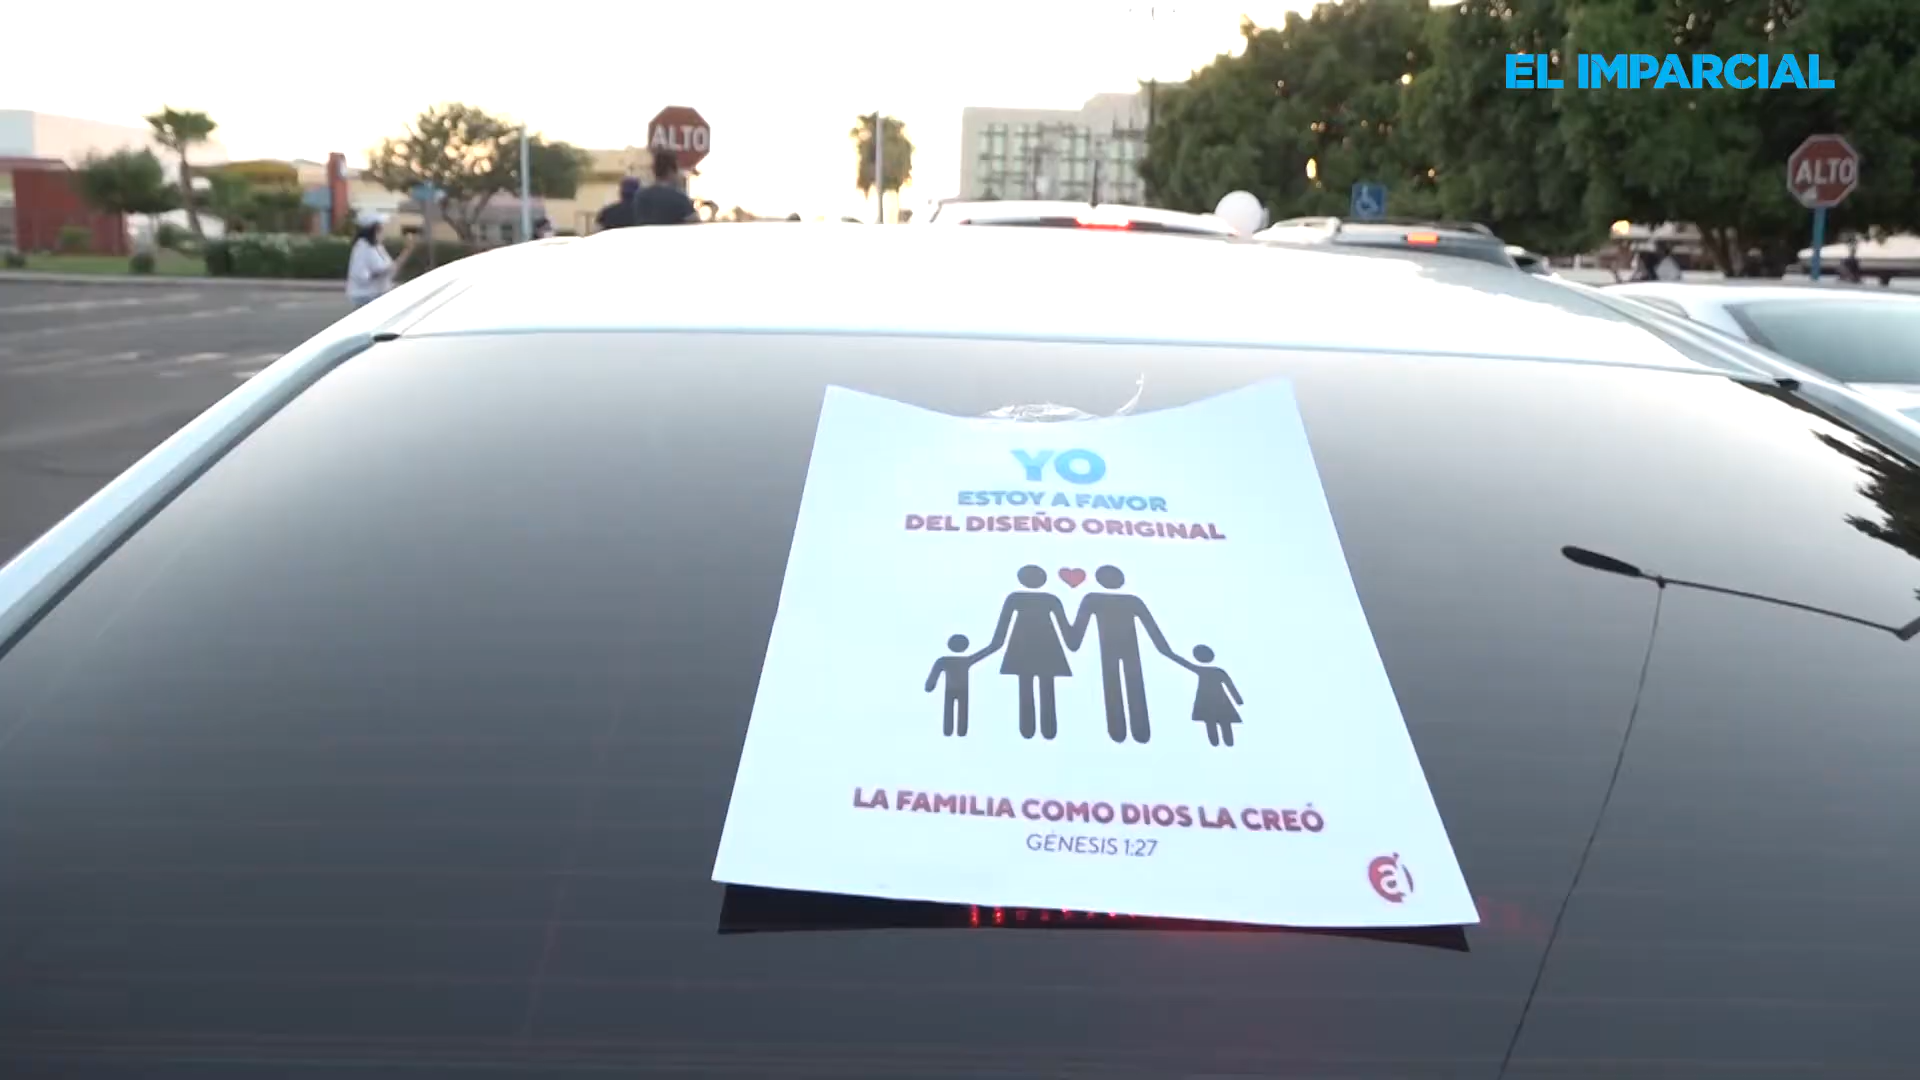 EL IMPARCIAL
ALTO
ALTO
YO
ESTOY A FAVOR
DEL DISEÑO ORIGINAL
LA FAMILIA COMO DIOS LA CREÓ
GÉNESIS 1:27
a